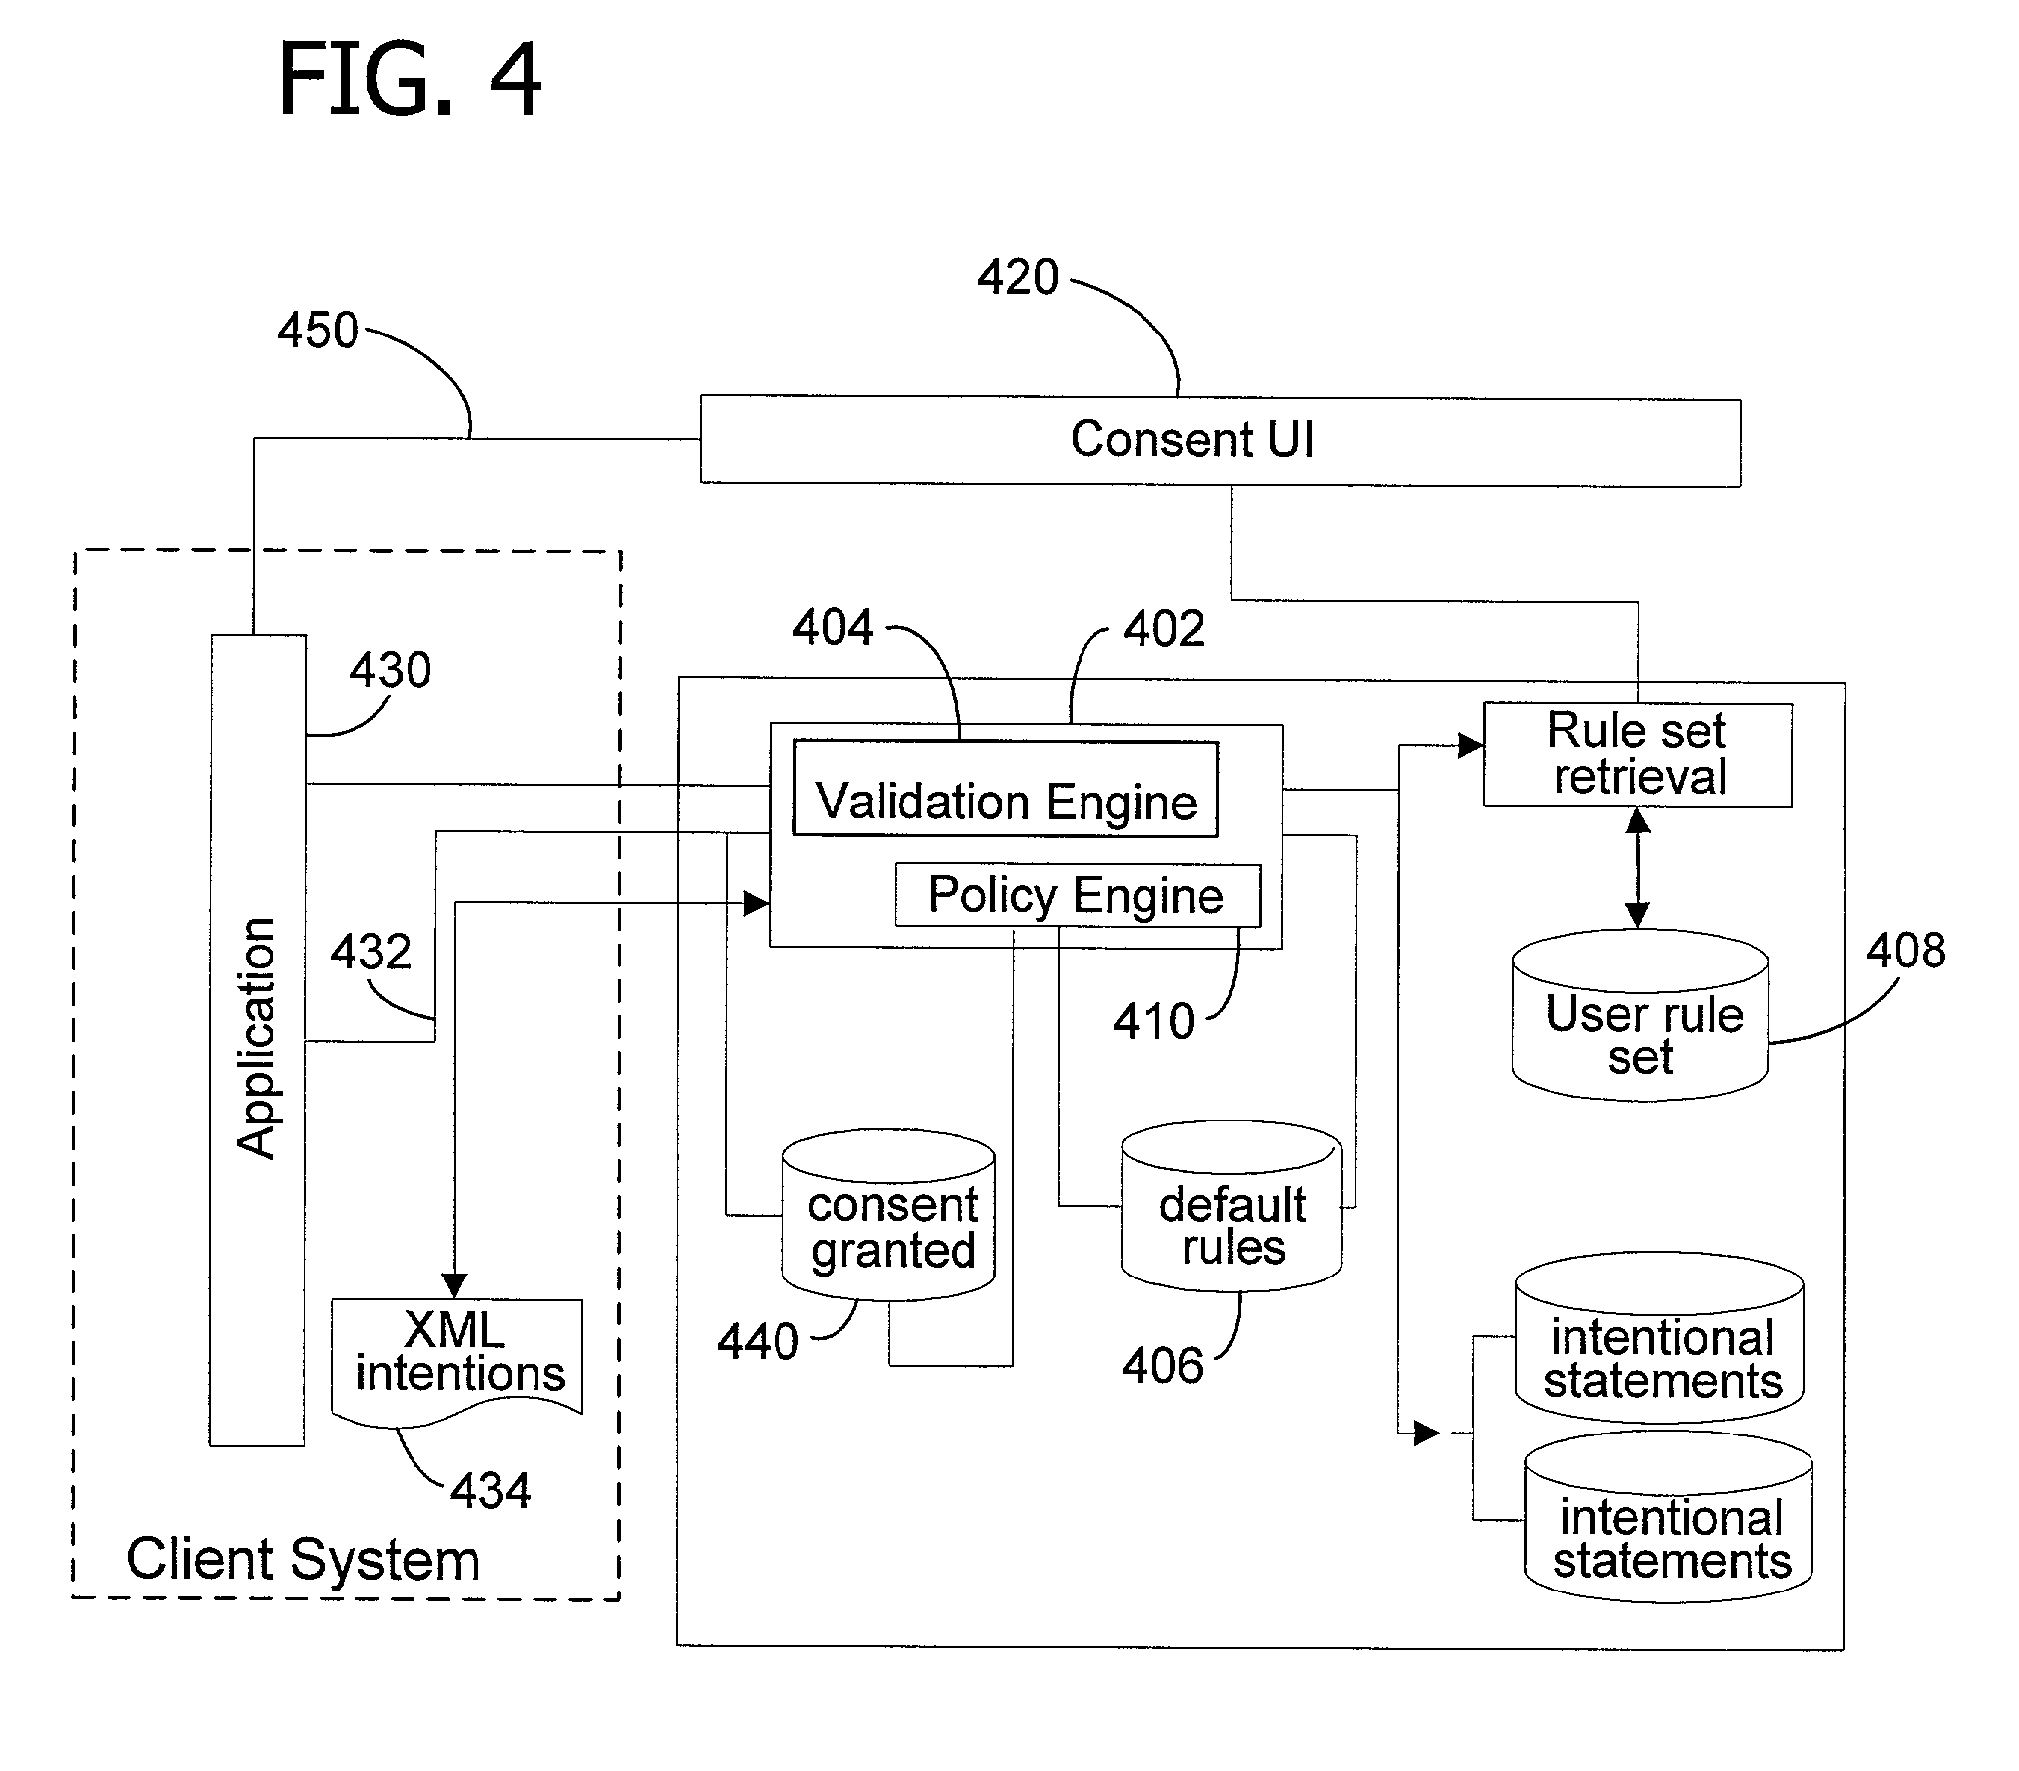 FIG. 4
420
450
Consent UI
404
402
430
Rule set
retrieval
Validation Engine
Policy Engine
432
408
410
User rule
set
Application
consent
granted
default
rules
XML
intentions
440
406
intentional
statements
434
intentional
statements
Client System